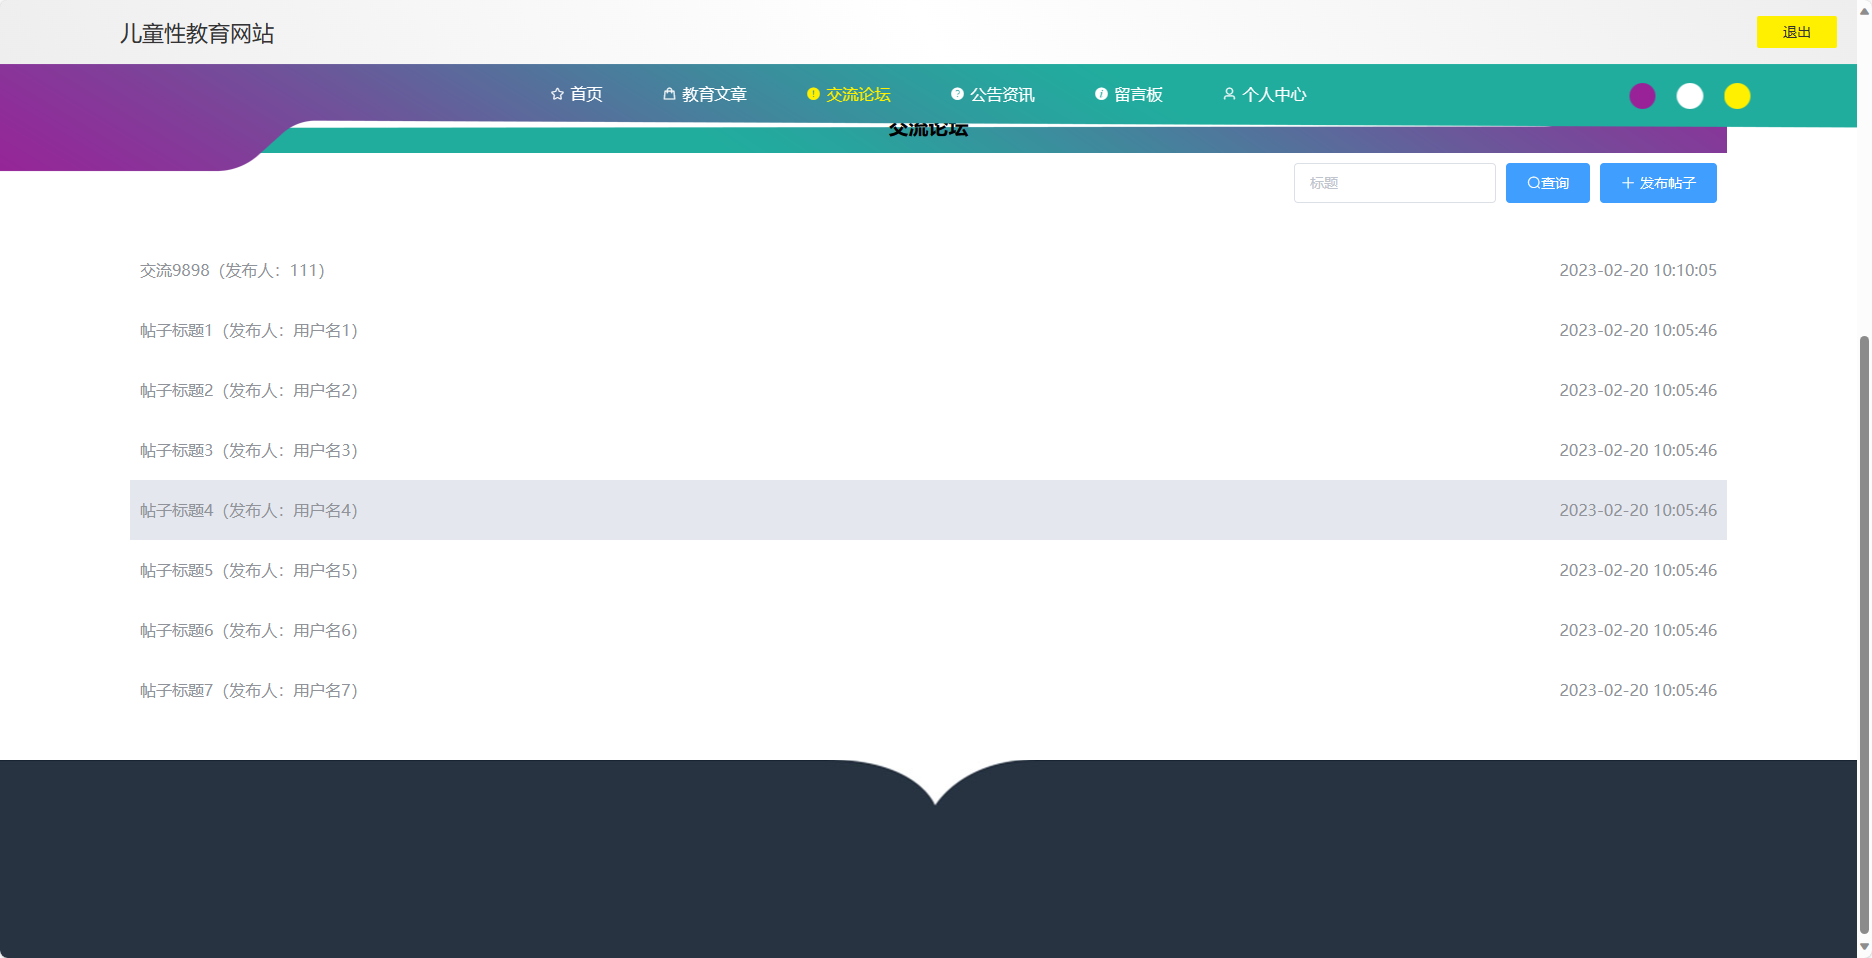 儿童性教育网站
退出
首页 教育文章 交流论坛 公告资讯 留言板 个人中心
交流论坛
标题 查询 发布帖子
交流9898（发布人：111） 2023-02-20 10:10:05
帖子标题1（发布人：用户名1） 2023-02-20 10:05:46
帖子标题2（发布人：用户名2） 2023-02-20 10:05:46
帖子标题3（发布人：用户名3） 2023-02-20 10:05:46
帖子标题4（发布人：用户名4） 2023-02-20 10:05:46
帖子标题5（发布人：用户名5） 2023-02-20 10:05:46
帖子标题6（发布人：用户名6） 2023-02-20 10:05:46
帖子标题7（发布人：用户名7） 2023-02-20 10:05:46